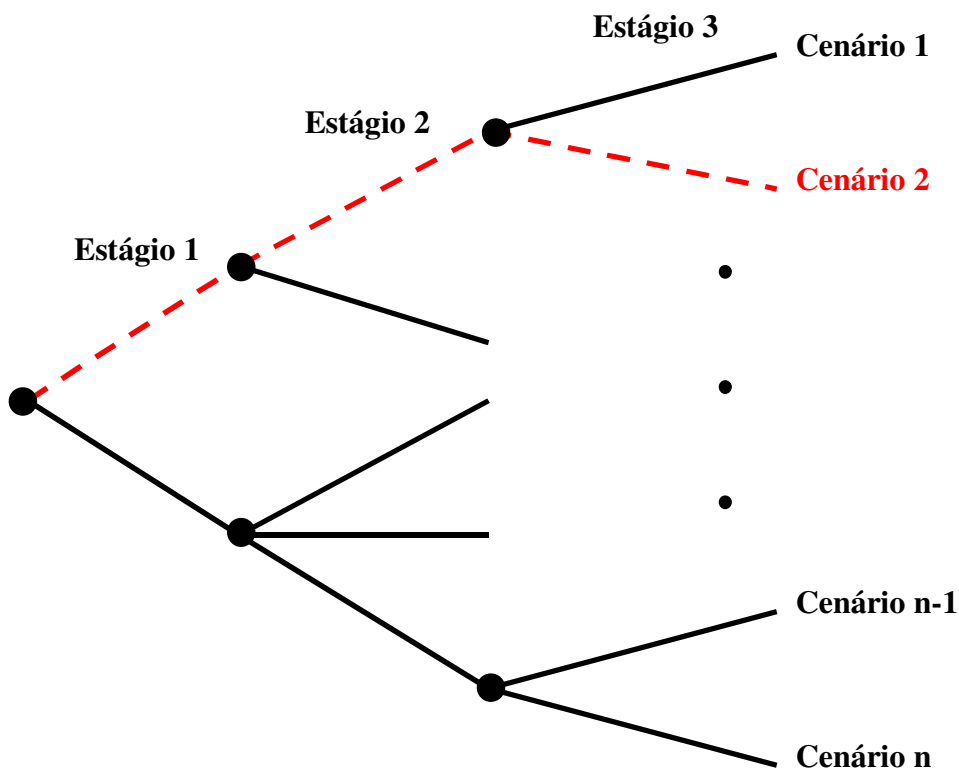 Estágio 3
Cenário 1
Estágio 2
Cenário 2
Estágio 1
Cenário n-1
Cenário n